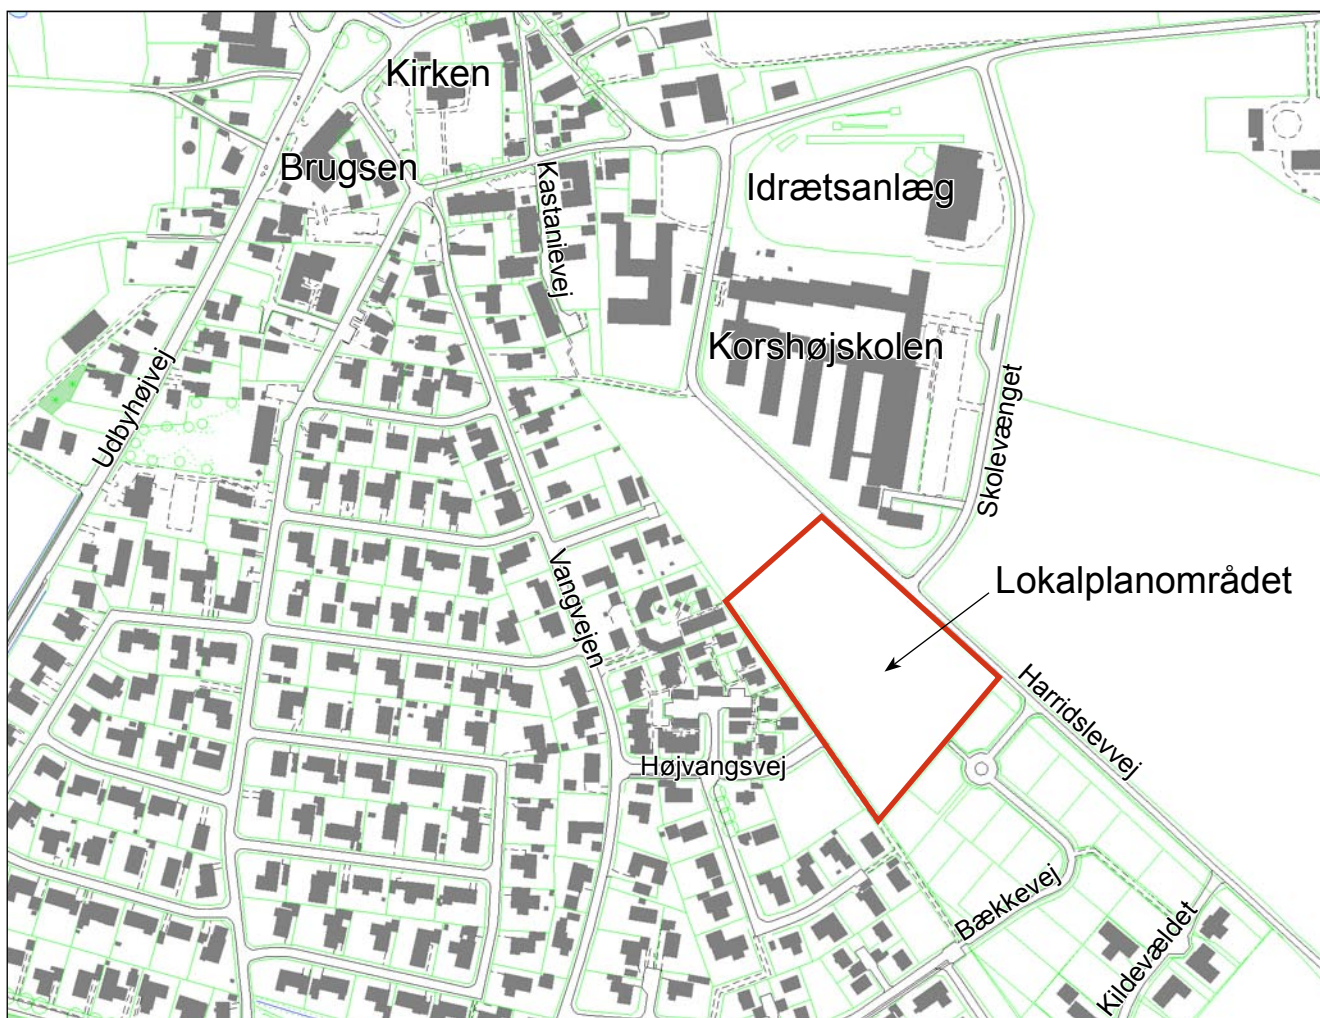 Kirken
Brugsen
Kastanievej
Idrætsanlæg
Korshøjskolen
Udbyhøjvej
Skolevænget
Vangvejen
Lokalplanområdet
Harridslevvej
Højvangsvej
Bækkevej
Kildevældet